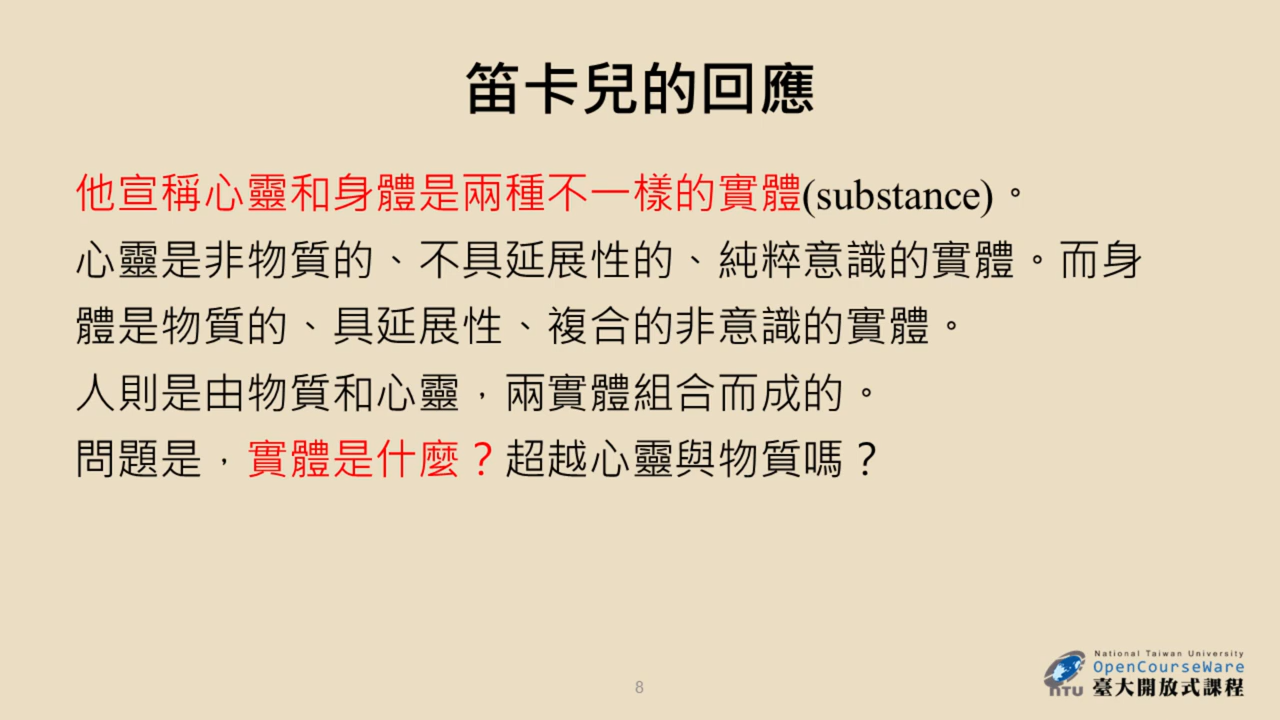 笛卡兒的回應
他宣稱心靈和身體是兩種不一樣的實體(substance)。
心靈是非物質的、不具延展性的、純粹意識的實體。而身
體是物質的、具延展性、複合的非意識的實體。
人則是由物質和心靈，兩實體組合而成的。
問題是，實體是什麼？超越心靈與物質嗎？
National Taiwan University
OpenCourseWare
NTU 臺大開放式課程
8